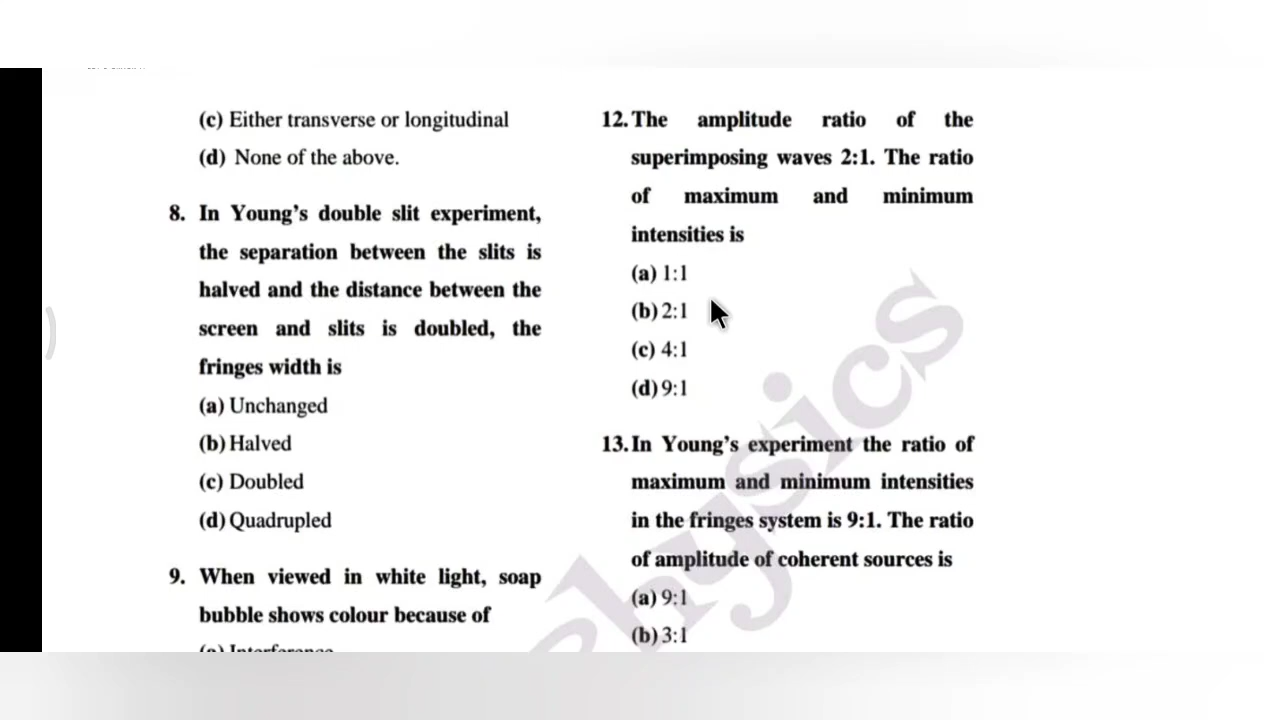 (c) Either transverse or longitudinal
(d) None of the above.
8. In Young's double slit experiment,
the separation between the slits is
halved and the distance between the
screen and slits is doubled, the
fringes width is
(a) Unchanged
(b) Halved
(c) Doubled
(d) Quadrupled
9. When viewed in white light, soap
bubble shows colour because of
(a) Interference
12. The amplitude ratio of the
superimposing waves 2:1. The ratio
of maximum and minimum
intensities is
(a) 1:1
(b) 2:1
(c) 4:1
(d) 9:1
13. In Young's experiment the ratio of
maximum and minimum intensities
in the fringes system is 9:1. The ratio
of amplitude of coherent sources is
(a) 9:1
(b) 3:1
hysics